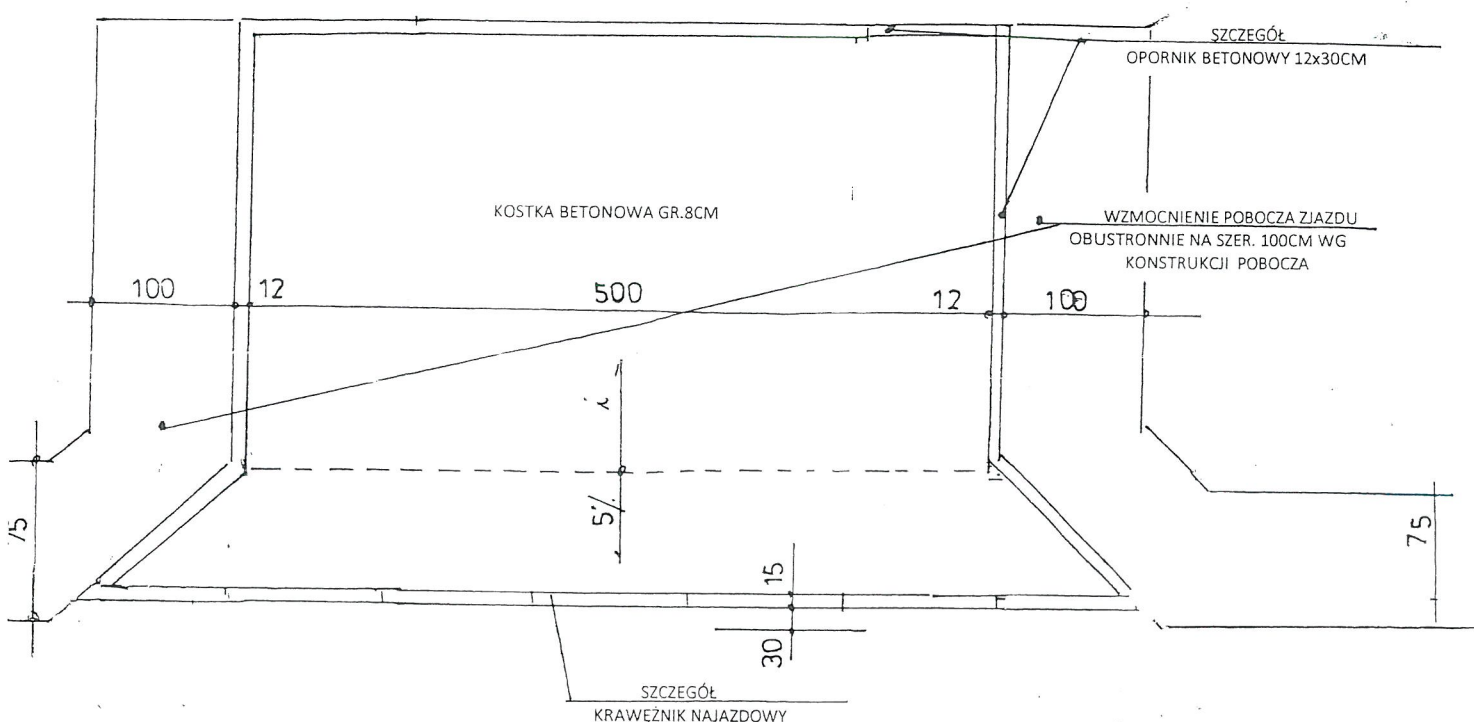 SZCZEGÓŁ
OPORNIK BETONOWY 12x30CM
KOSTKA BETONOWA GR.8CM
WZMOCNIENIE POBOCZA ZJAZDU
OBUSTRONNIE NA SZER. 100CM WG
KONSTRUKCJI POBOCZA
100 12 500 12 100
i
5%
75
75
15
30
SZCZEGÓŁ
KRAWĘŻNIK NAJAZDOWY